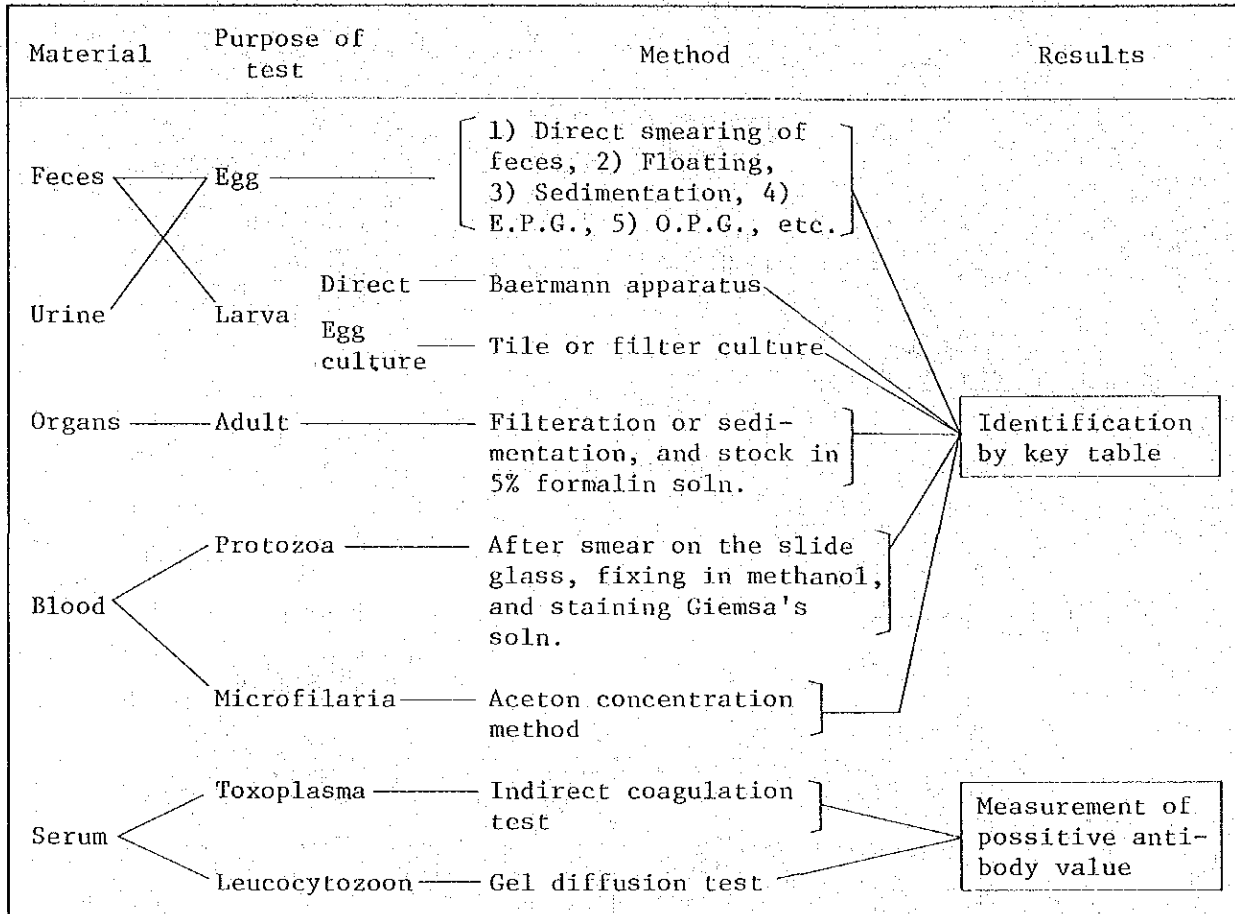 Material Purpose of test Method Results
Feces Egg 1) Direct smearing of
feces, 2) Floating,
3) Sedimentation, 4)
E.P.G., 5) O.P.G., etc.
Urine Larva Direct Baermann apparatus
Egg culture Tile or filter culture
Organs Adult Filteration or sedi-
mentation, and stock in
5% formalin soln.
Identification
by key table
Blood Protozoa After smear on the slide
glass, fixing in methanol,
and staining Giemsa's
soln.
Microfilaria Aceton concentration
method
Serum Toxoplasma Indirect coagulation
test
Leucocytozoon Gel diffusion test
Measurement of
possitive anti-
body value